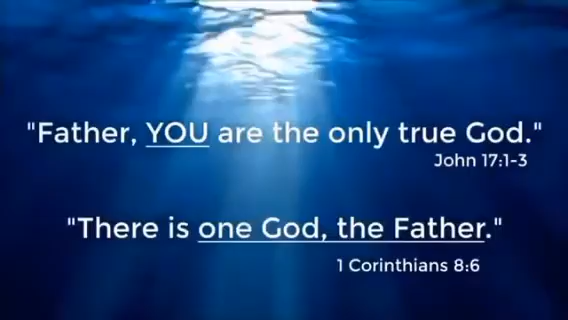 "Father, YOU are the only true God."
John 17:1-3
"There is one God, the Father."
1 Corinthians 8:6